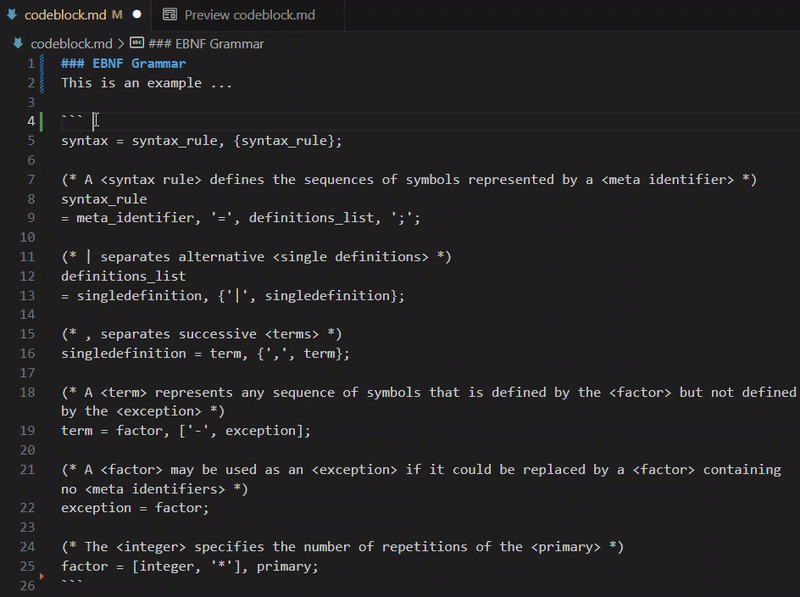 codeblock.md M
Preview codeblock.md
codeblock.md > abc ### EBNF Grammar
1 ### EBNF Grammar
2 This is an example ...
3
4 ```
5 syntax = syntax_rule, {syntax_rule};
6
7 (* A <syntax rule> defines the sequences of symbols represented by a <meta identifier> *)
8 syntax_rule
9 = meta_identifier, '=', definitions_list, ';';
10
11 (* | separates alternative <single definitions> *)
12 definitions_list
13 = singledefinition, {'|', singledefinition};
14
15 (* , separates successive <terms> *)
16 singledefinition = term, {',', term};
17
18 (* A <term> represents any sequence of symbols that is defined by the <factor> but not defined
by the <exception> *)
19 term = factor, ['-', exception];
20
21 (* A <factor> may be used as an <exception> if it could be replaced by a <factor> containing
no <meta identifiers> *)
22 exception = factor;
23
24 (* The <integer> specifies the number of repetitions of the <primary> *)
25 factor = [integer, '*'], primary;
26 ```